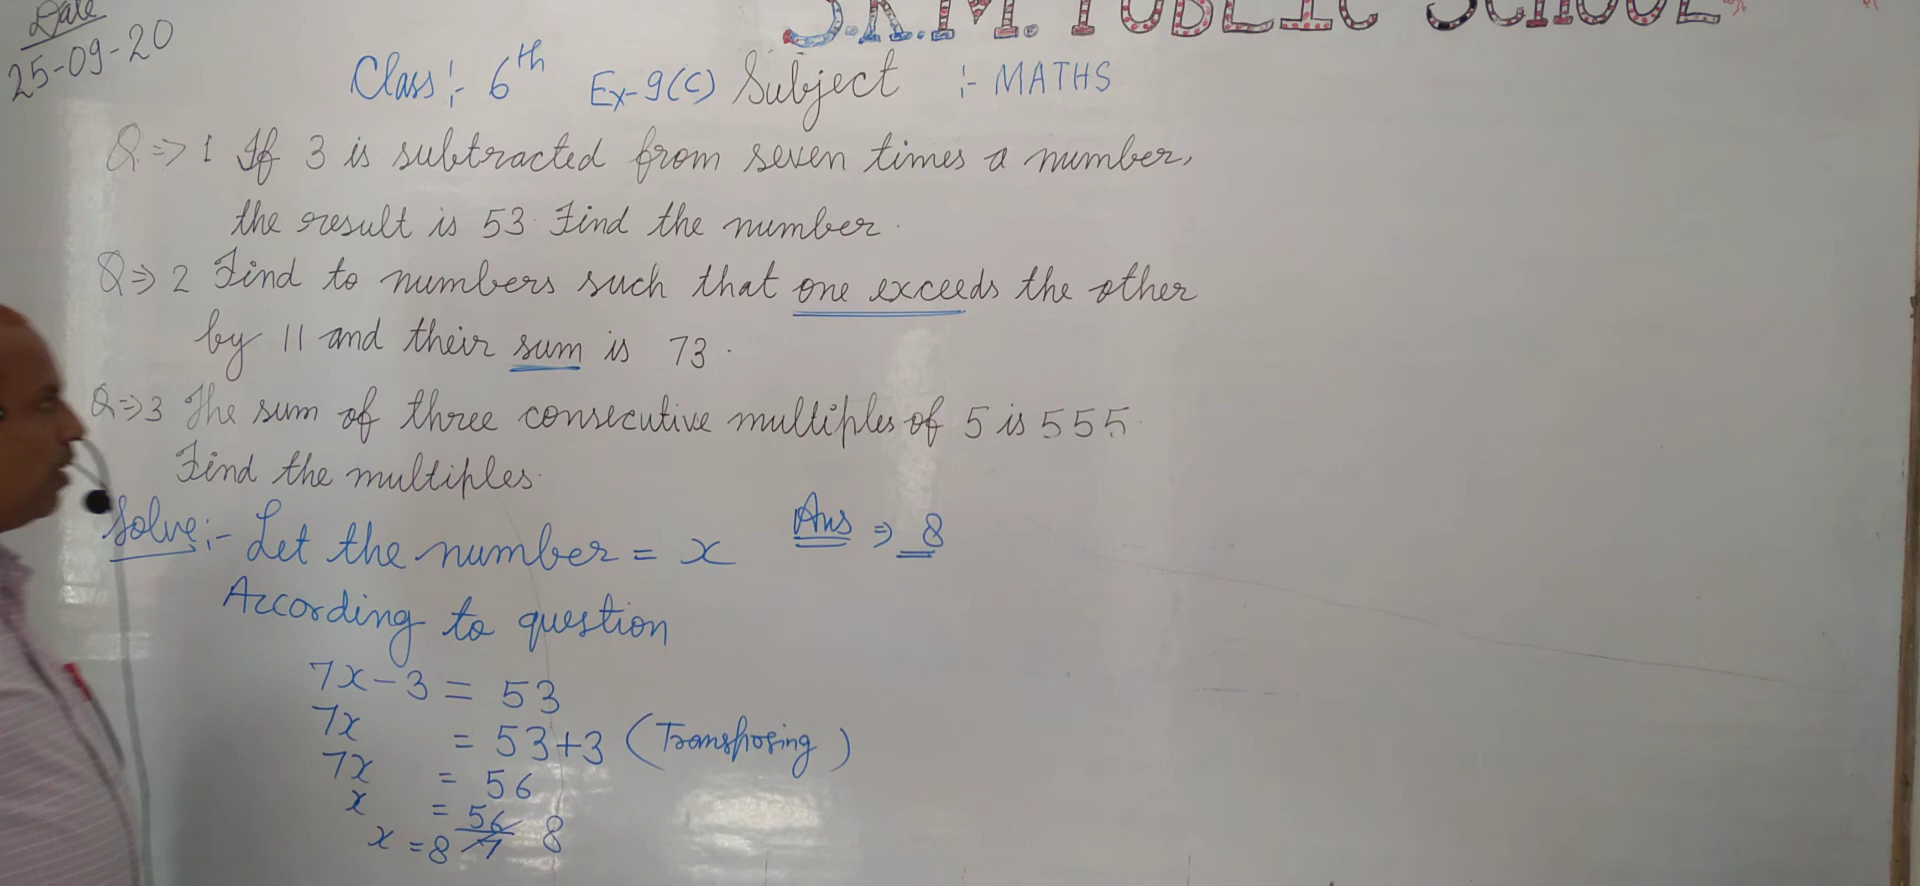 Date
25-09-20
S.R.M. PUBLIC SCHOOL
Class:- 6th Ex-9(C) Subject :- MATHS
Q⇒1 If 3 is subtracted from seven times a number,
the result is 53. Find the number.
Q⇒2 Find to numbers such that one exceeds the other
by 11 and their sum is 73.
Q⇒3 The sum of three consecutive multiples of 5 is 555.
Find the multiples.
Solve:- Let the number = x Ans ⇒ 8
According to question
7x-3 = 53
7x = 53+3 (Transposing)
7x = 56
x = 56/7 8
x = 8